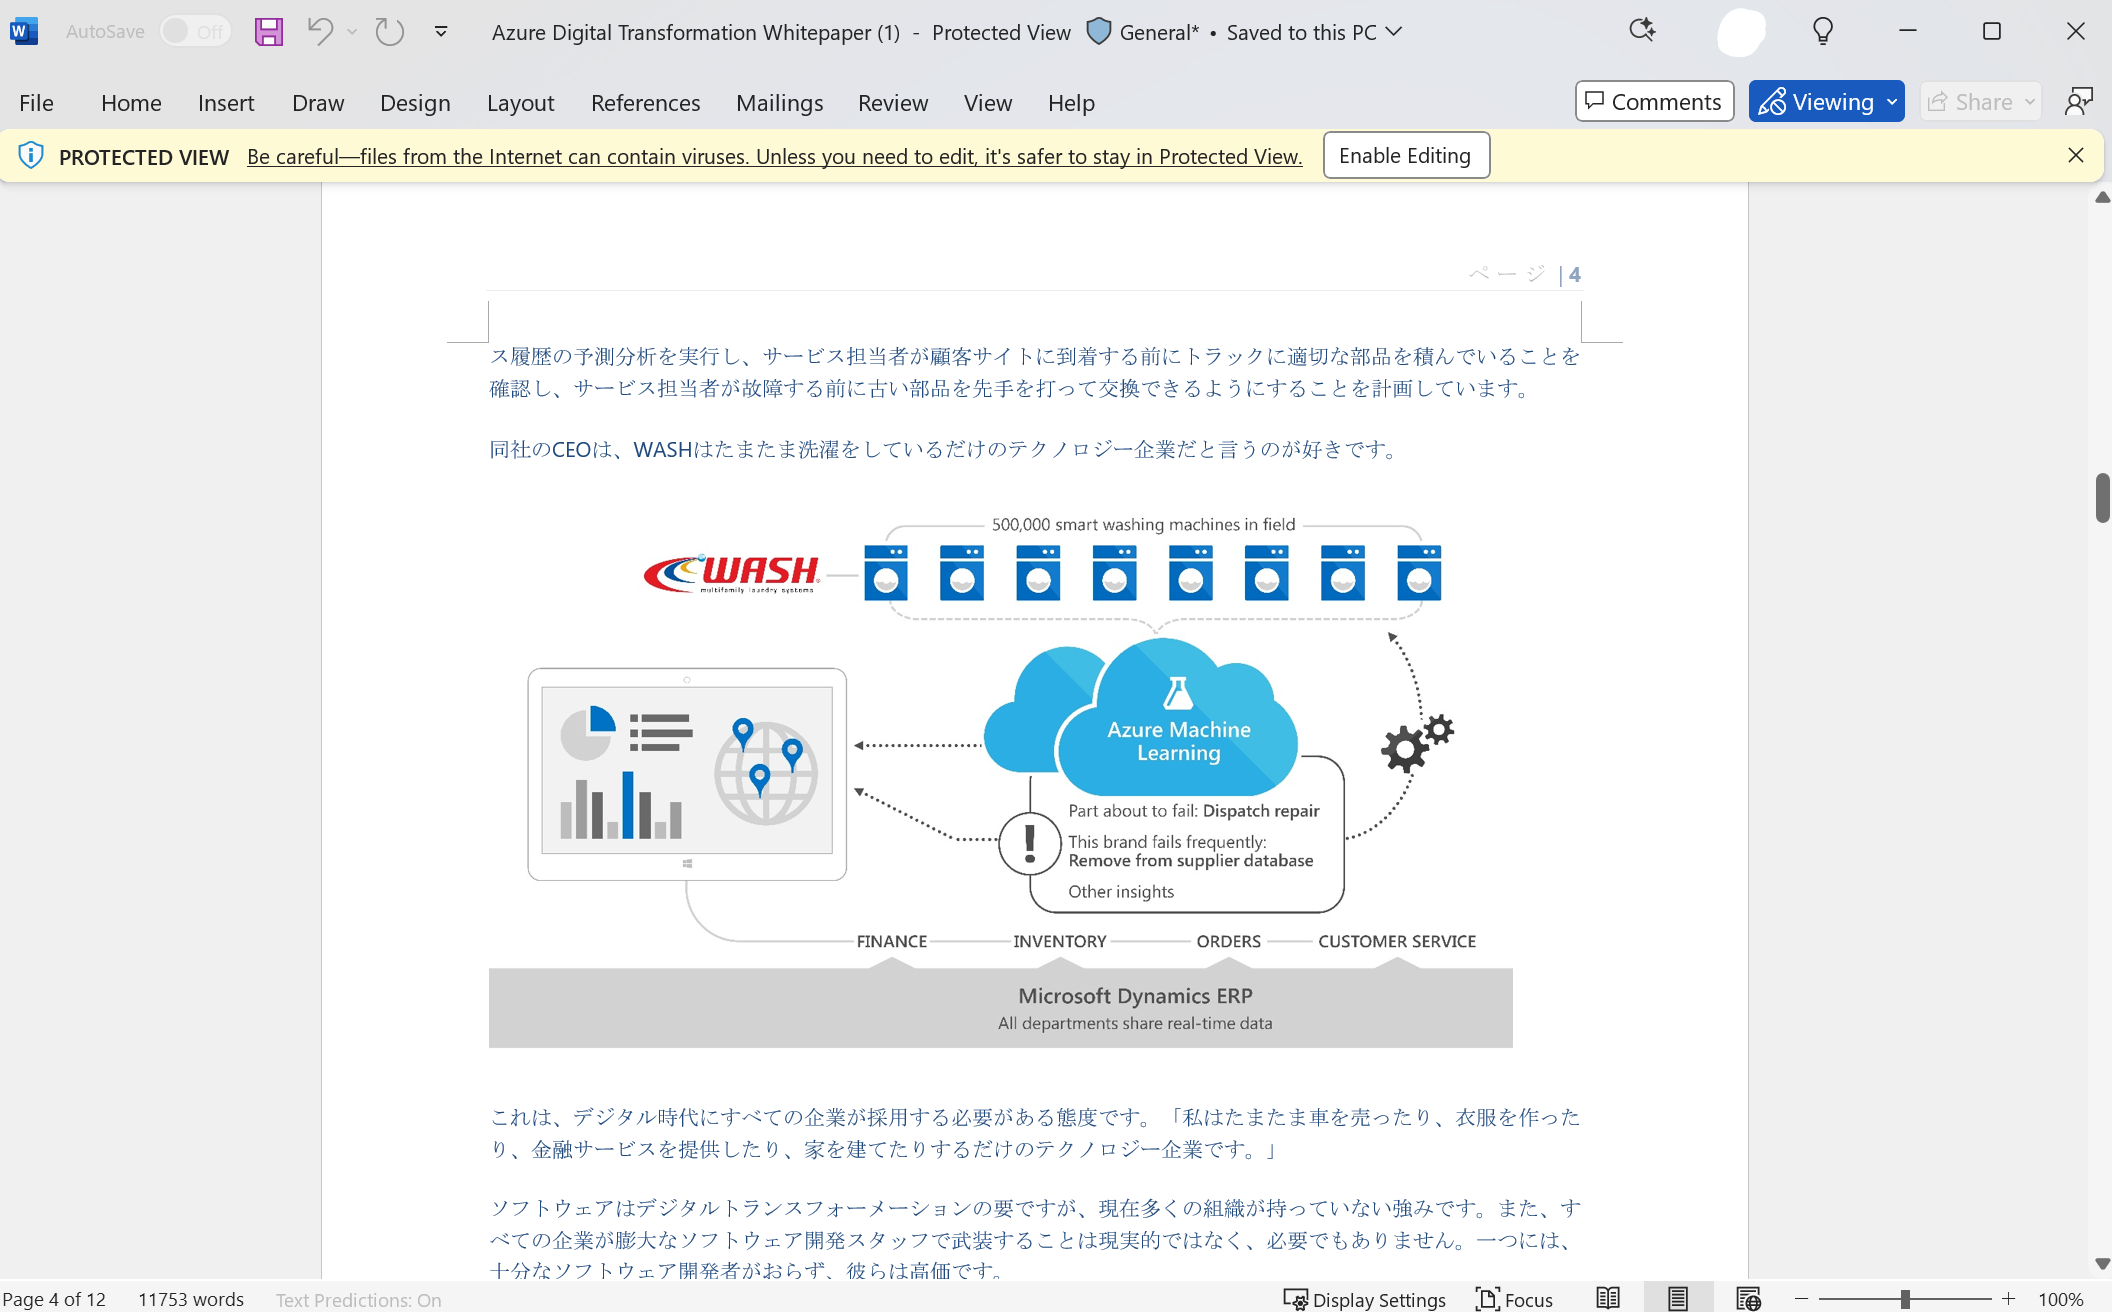 AutoSave Off Azure Digital Transformation Whitepaper (1) - Protected View General* • Saved to this PC
File Home Insert Draw Design Layout References Mailings Review View Help Comments Viewing Share
PROTECTED VIEW Be careful—files from the Internet can contain viruses. Unless you need to edit, it's safer to stay in Protected View. Enable Editing
ページ | 4
ス履歴の予測分析を実行し、サービス担当者が顧客サイトに到着する前にトラックに適切な部品を積んでいることを
確認し、サービス担当者が故障する前に古い部品を先手を打って交換できるようにすることを計画しています。
同社のCEOは、WASHはたまたま洗濯をしているだけのテクノロジー企業だと言うのが好きです。
500,000 smart washing machines in field
WASH
multifamily laundry systems
Azure Machine
Learning
Part about to fail: Dispatch repair
This brand fails frequently:
Remove from supplier database
Other insights
FINANCE INVENTORY ORDERS CUSTOMER SERVICE
Microsoft Dynamics ERP
All departments share real-time data
これは、デジタル時代にすべての企業が採用する必要がある態度です。「私はたまたま車を売ったり、衣服を作った
り、金融サービスを提供したり、家を建てたりするだけのテクノロジー企業です。」
ソフトウェアはデジタルトランスフォーメーションの要ですが、現在多くの組織が持っていない強みです。また、す
べての企業が膨大なソフトウェア開発スタッフで武装することは現実的ではなく、必要でもありません。一つには、
十分なソフトウェア開発者がおらず、彼らは高価です。
Page 4 of 12 11753 words Text Predictions: On Display Settings Focus 100%